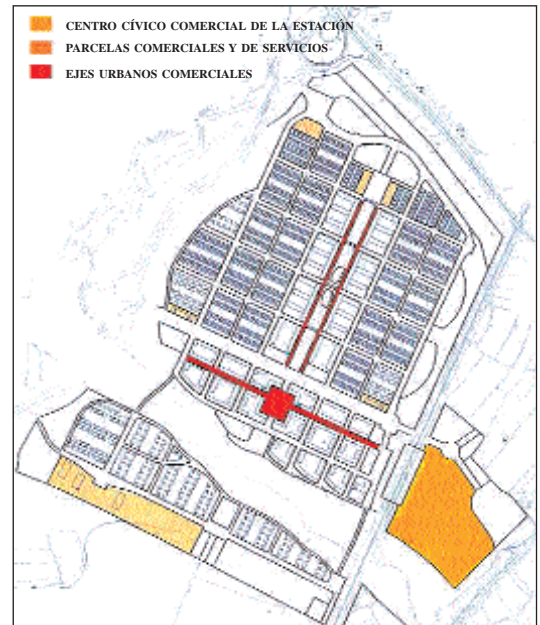 CENTRO CÍVICO COMERCIAL DE LA ESTACIÓN
PARCELAS COMERCIALES Y DE SERVICIOS
EJES URBANOS COMERCIALES